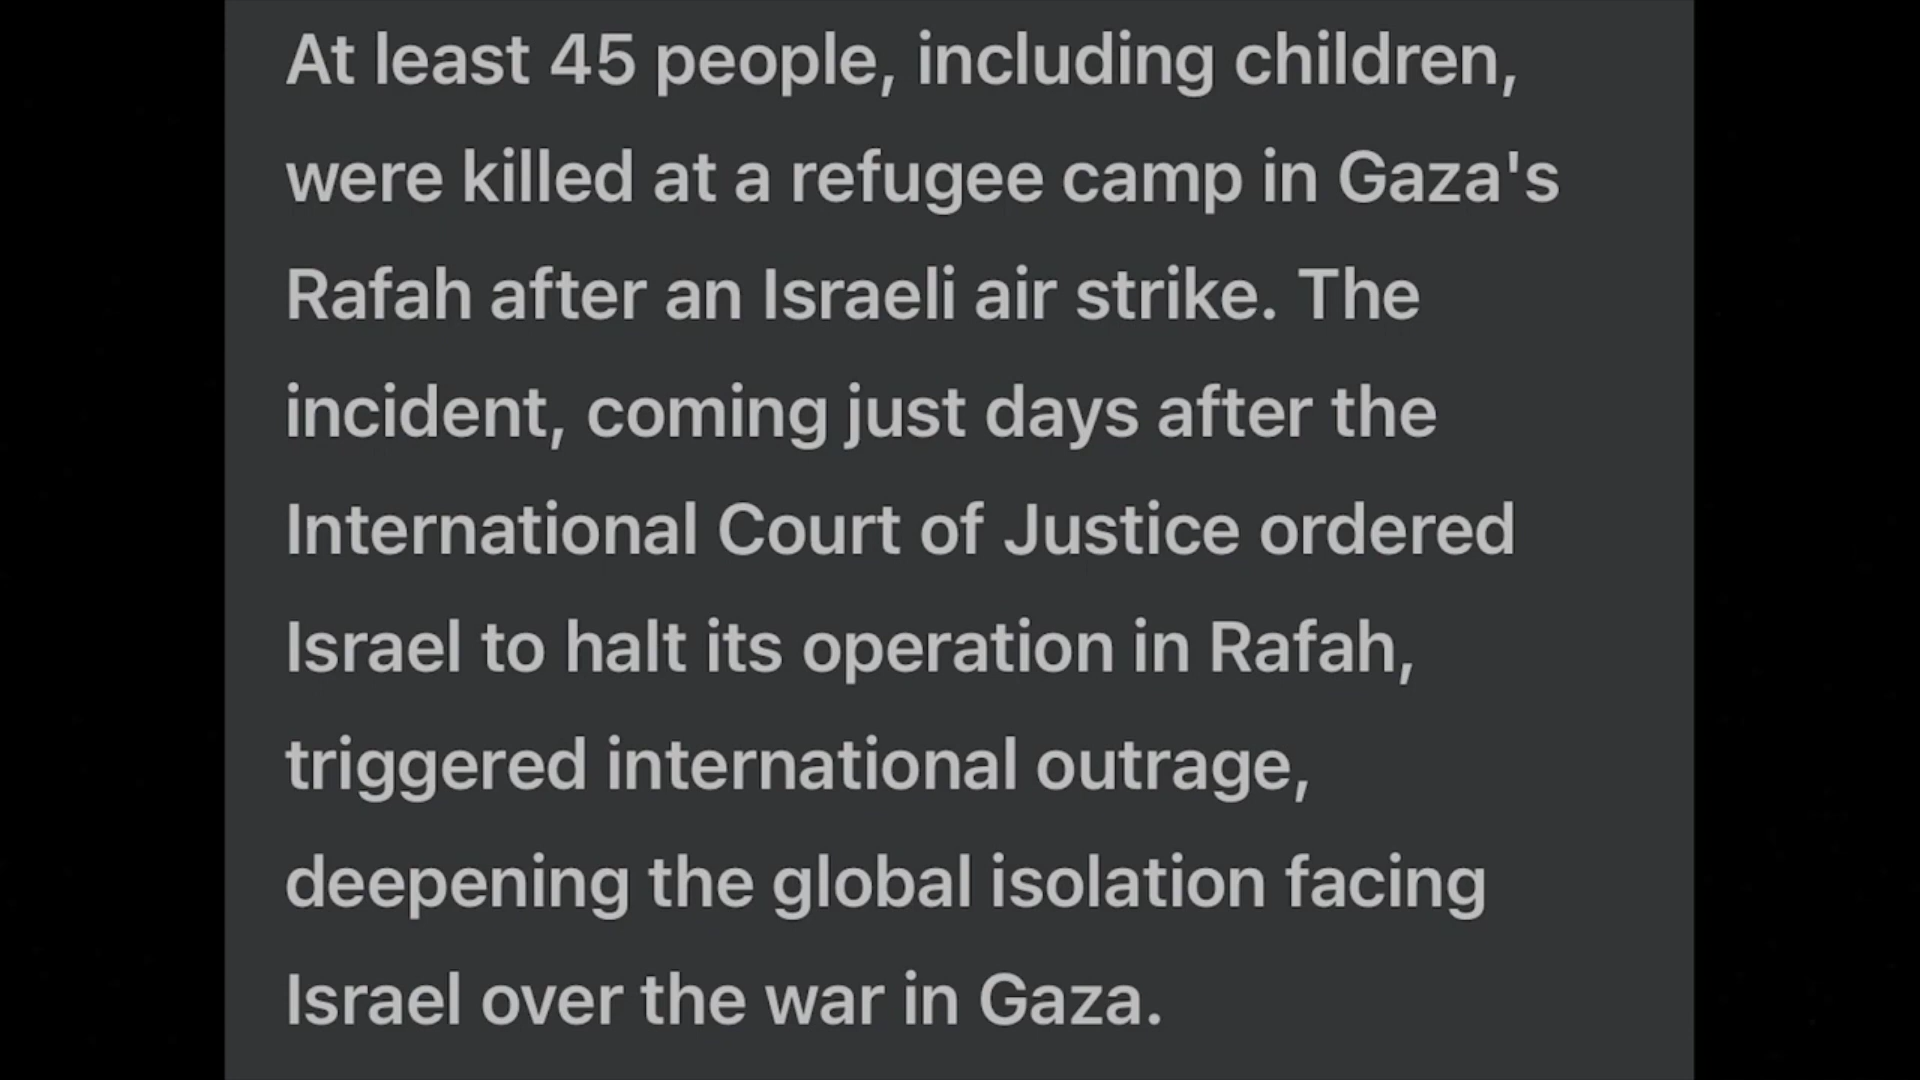 At least 45 people, including children,
were killed at a refugee camp in Gaza's
Rafah after an Israeli air strike. The
incident, coming just days after the
International Court of Justice ordered
Israel to halt its operation in Rafah,
triggered international outrage,
deepening the global isolation facing
Israel over the war in Gaza.